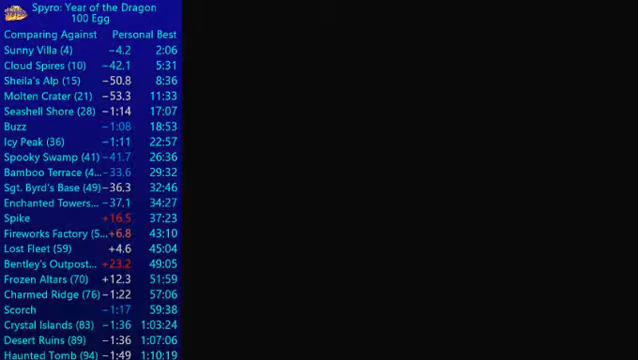 Spyro: Year of the Dragon
100 Egg
Comparing Against Personal Best
Sunny Villa (4) −4.2 2:06
Cloud Spires (10) −42.1 5:31
Sheila's Alp (15) −50.8 8:36
Molten Crater (21) −53.3 11:33
Seashell Shore (28) −1:14 17:07
Buzz −1:08 18:53
Icy Peak (36) −1:11 22:57
Spooky Swamp (41) −41.7 26:36
Bamboo Terrace (4... −33.6 29:32
Sgt. Byrd's Base (49) −36.3 32:46
Enchanted Towers... −37.1 34:27
Spike +16.5 37:23
Fireworks Factory (5... +6.8 43:10
Lost Fleet (59) +4.6 45:04
Bentley's Outpost... +23.2 49:05
Frozen Altars (70) +12.3 51:59
Charmed Ridge (76) −1:22 57:06
Scorch −1:17 59:38
Crystal Islands (83) −1:36 1:03:24
Desert Ruins (89) −1:36 1:07:06
Haunted Tomb (94) −1:49 1:10:19